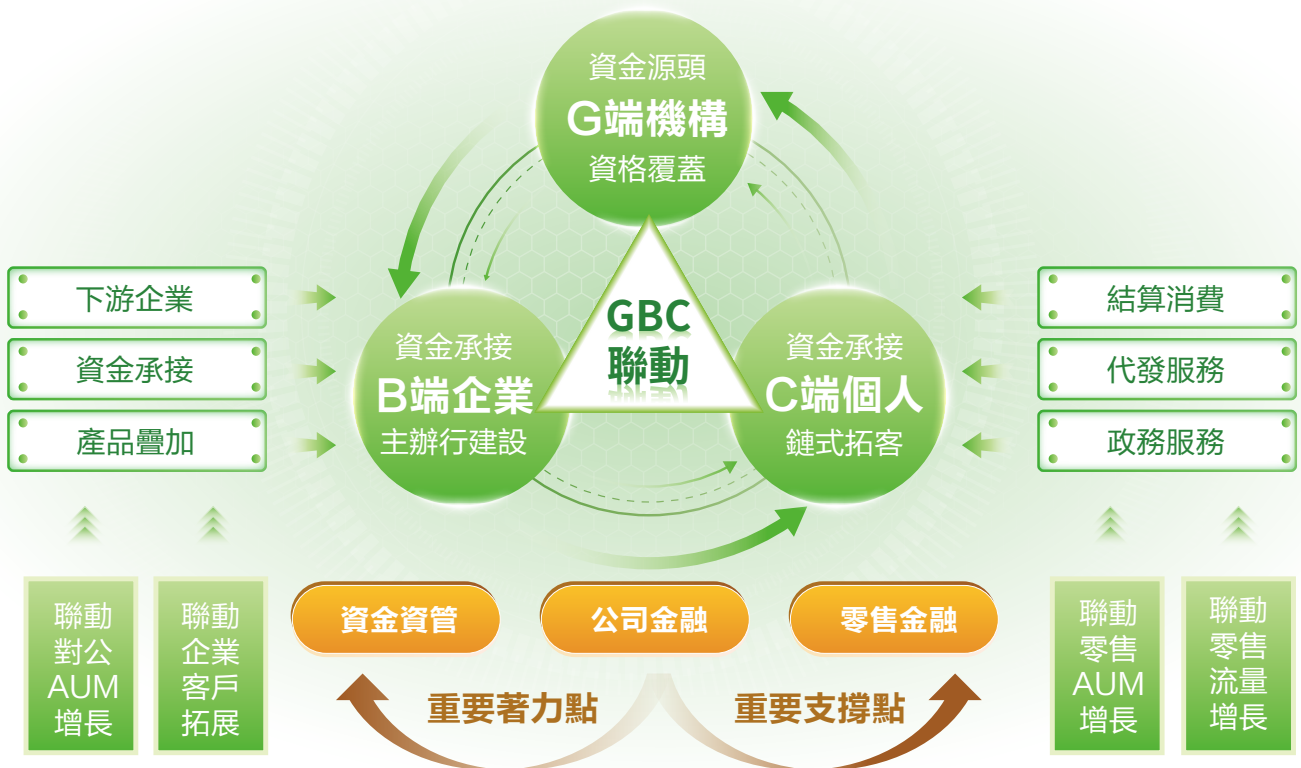 資金源頭
G端機構
資格覆蓋
GBC
聯動
資金承接
B端企業
主辦行建設
資金承接
C端個人
鏈式拓客
下游企業
資金承接
產品疊加
結算消費
代發服務
政務服務
聯動
對公
AUM
增長
聯動
企業
客戶
拓展
資金資管
公司金融
零售金融
重要著力點
重要支撐點
聯動
零售
AUM
增長
聯動
零售
流量
增長